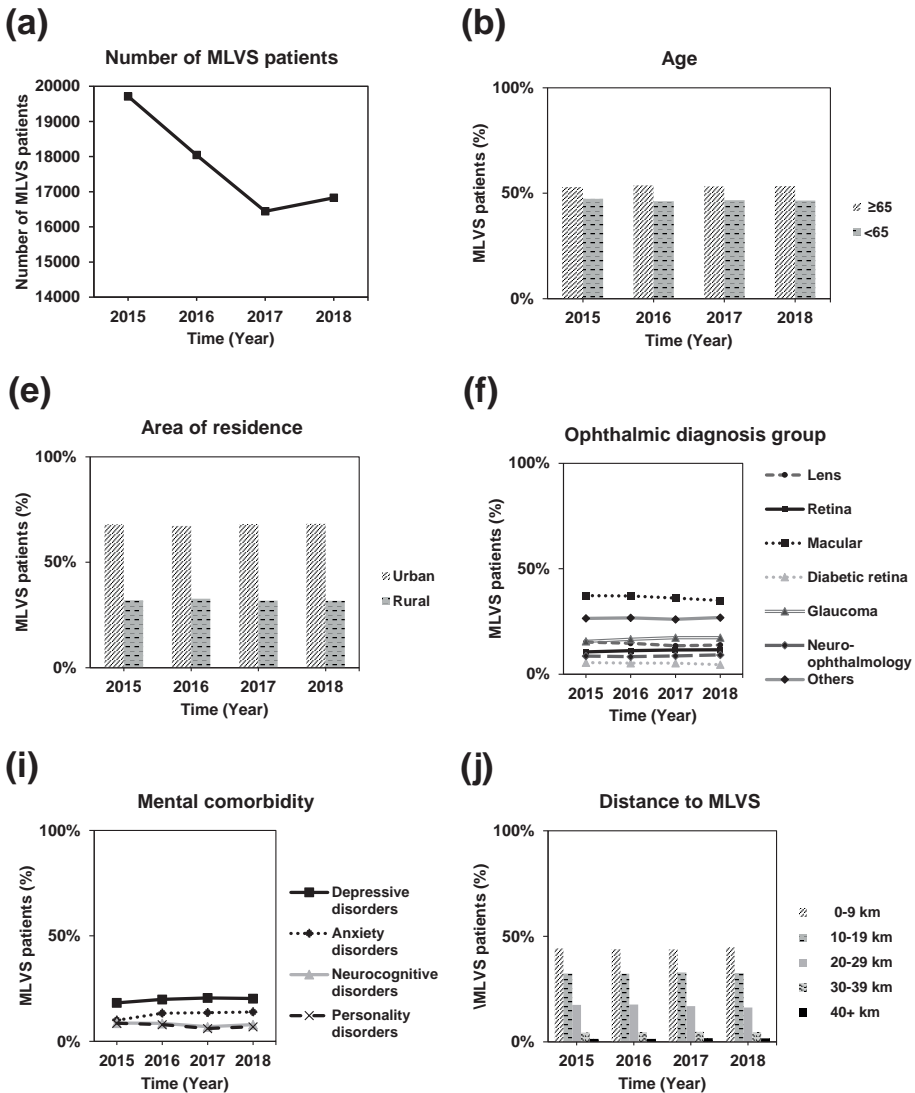 (a)
Number of MLVS patients
Number of MLVS patients
20000
19000
18000
17000
16000
15000
14000
2015 2016 2017 2018
Time (Year)
(b)
Age
MLVS patients (%)
100%
50%
0%
2015 2016 2017 2018
Time (Year)
≥65
<65
(e)
Area of residence
MLVS patients (%)
100%
50%
0%
2015 2016 2017 2018
Time (Year)
Urban
Rural
(f)
Ophthalmic diagnosis group
MLVS patients (%)
100%
50%
0%
2015 2016 2017 2018
Time (Year)
Lens
Retina
Macular
Diabetic retina
Glaucoma
Neuro-
ophthalmology
Others
(i)
Mental comorbidity
MLVS patients (%)
100%
50%
0%
2015 2016 2017 2018
Time (Year)
Depressive
disorders
Anxiety
disorders
Neurocognitive
disorders
Personality
disorders
(j)
Distance to MLVS
\MLVS patients (%)
100%
50%
0%
2015 2016 2017 2018
Time (Year)
0-9 km
10-19 km
20-29 km
30-39 km
40+ km